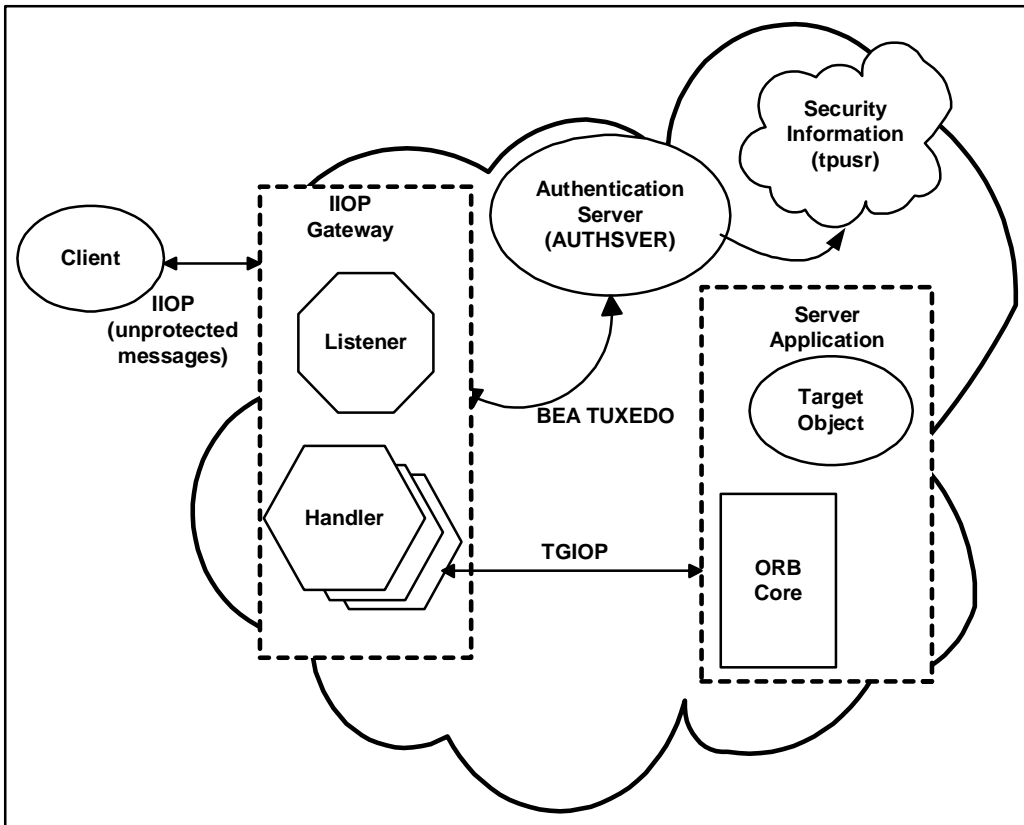 Security
Information
(tpusr)
Authentication
Server
(AUTHSVER)
IIOP
Gateway
Client
IIOP
(unprotected
messages)
Listener
Server
Application
Target
Object
BEA TUXEDO
Handler
TGIOP
ORB
Core